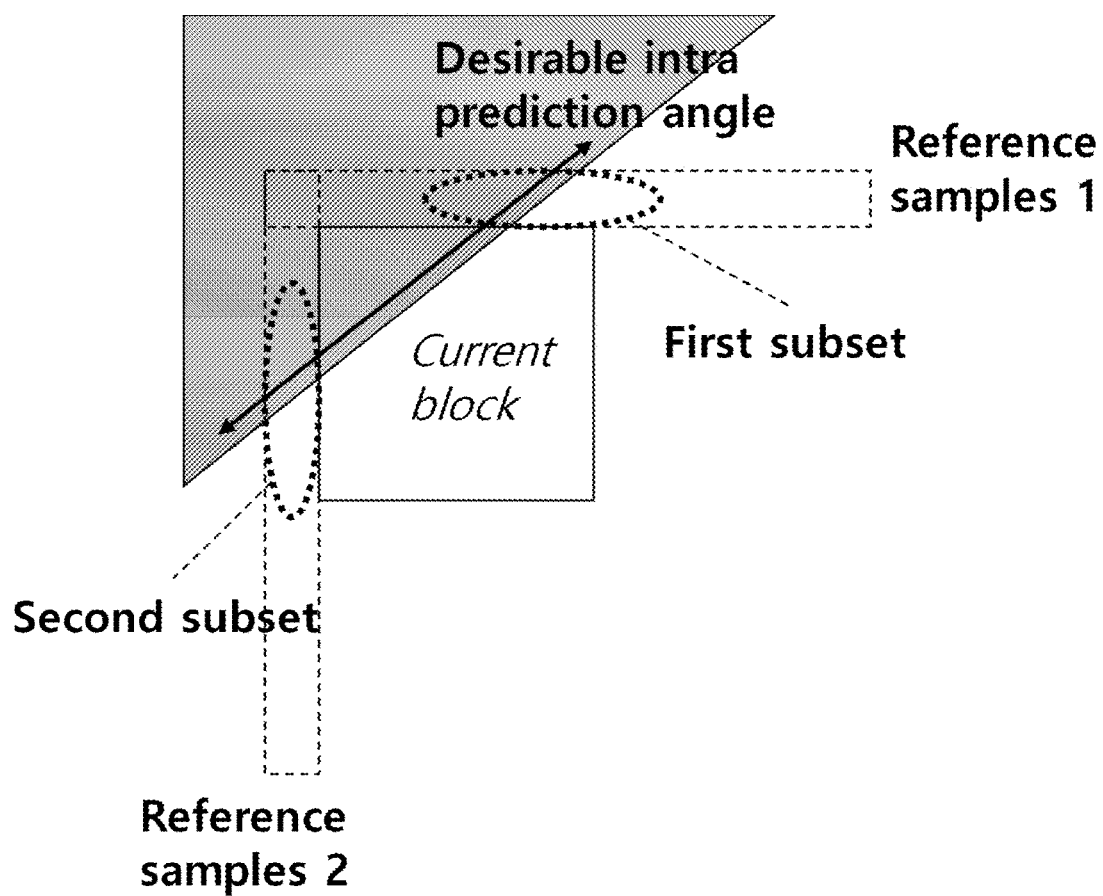 Desirable intra
prediction angle
Reference
samples 1
First subset
Current
block
Second subset
Reference
samples 2